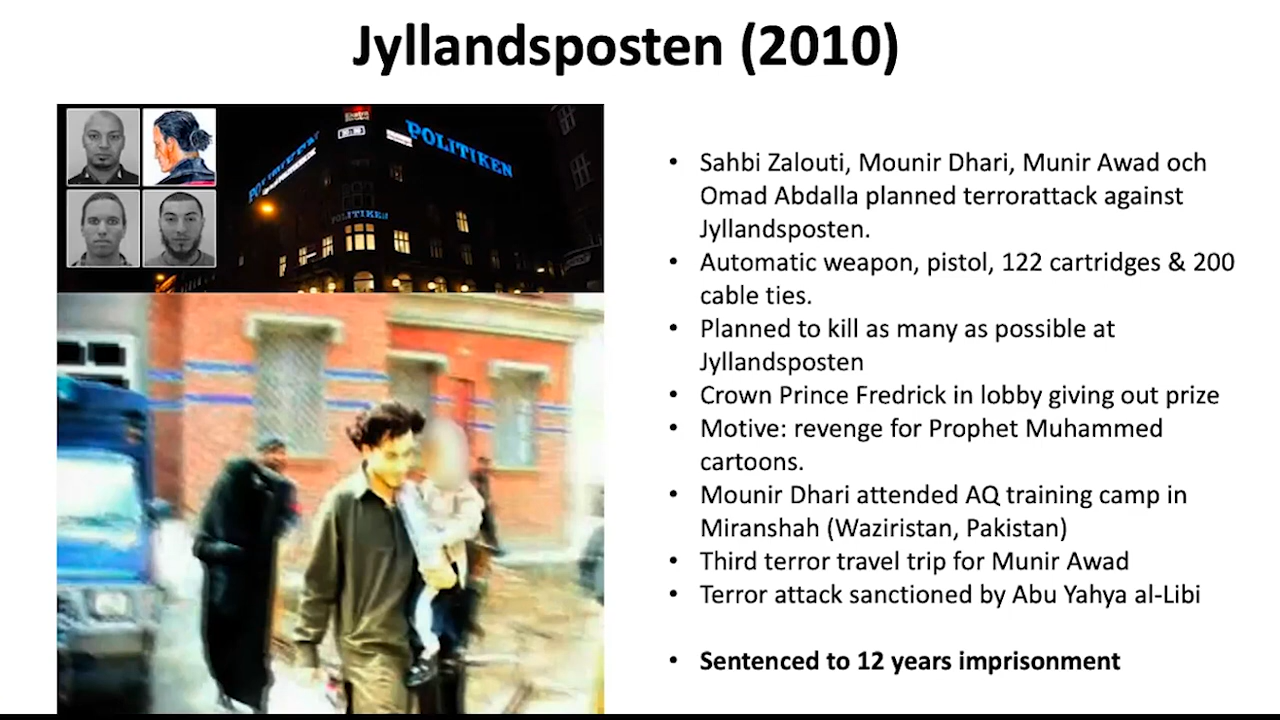 Jyllandsposten (2010)
POLITIKEN
POLITIKEN
• Sahbi Zalouti, Mounir Dhari, Munir Awad och
Omad Abdalla planned terrorattack against
Jyllandsposten.
• Automatic weapon, pistol, 122 cartridges & 200
cable ties.
• Planned to kill as many as possible at
Jyllandsposten
• Crown Prince Fredrick in lobby giving out prize
• Motive: revenge for Prophet Muhammed
cartoons.
• Mounir Dhari attended AQ training camp in
Miranshah (Waziristan, Pakistan)
• Third terror travel trip for Munir Awad
• Terror attack sanctioned by Abu Yahya al-Libi
• Sentenced to 12 years imprisonment